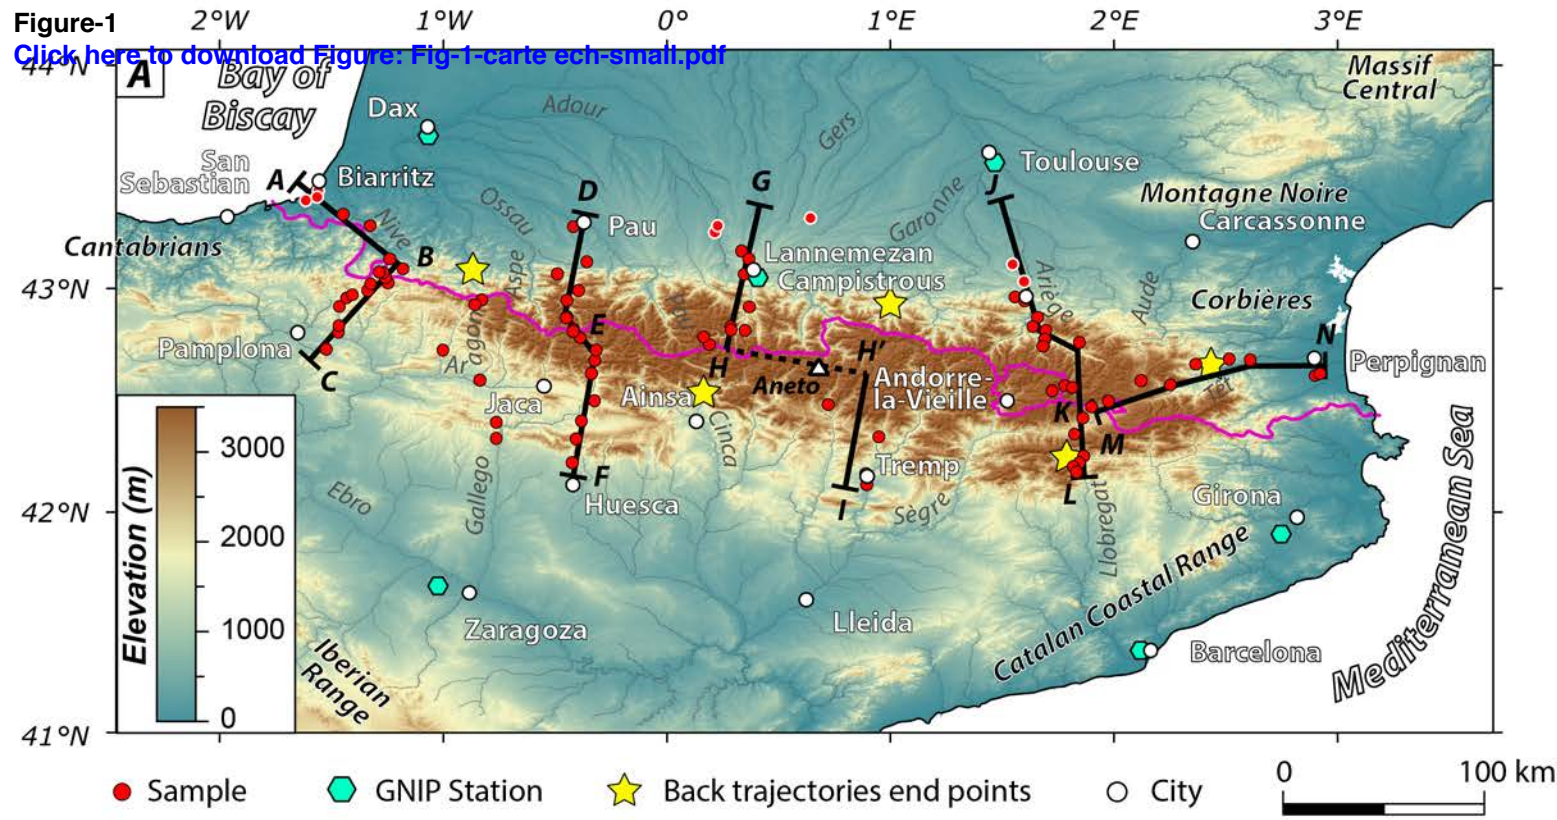 Figure-1
Click here to download Figure: Fig-1-carte ech-small.pdf
2°W
1°W
0°
1°E
2°E
3°E
44°N
43°N
42°N
41°N
A
Bay of
Biscay
Massif
Central
Dax
Adour
Gers
Toulouse
San
Sebastian
A
Biarritz
Ossau
D
Pau
G
Garonne
J
Montagne Noire
Carcassonne
Cantabrians
Nive
B
Aspe
Lannemezan
Campistrous
Ariège
Aude
Corbières
Pamplona
C
Aragon
E
H
H'
Aneto
Andorre-
la-Vieille
N
Perpignan
Têt
Jaca
Ainsa
Cinca
K
M
Tremp
F
Huesca
I
Sègre
L
Llobregat
Girona
Ebro
Gallego
Elevation (m)
3000
2000
1000
0
Zaragoza
Lleida
Catalan Coastal Range
Barcelona
Mediterranean Sea
Iberian
Range
Sample
GNIP Station
Back trajectories end points
City
0
100 km